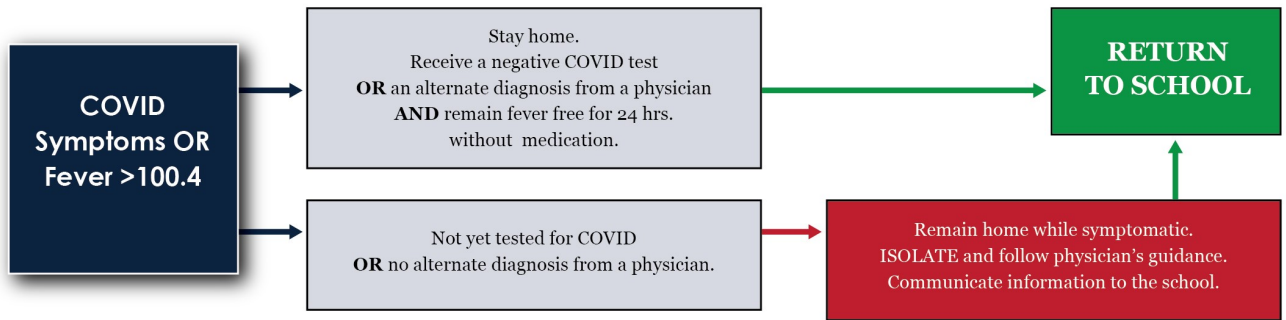 COVID
Symptoms OR
Fever >100.4
Stay home.
Receive a negative COVID test
OR an alternate diagnosis from a physician
AND remain fever free for 24 hrs.
without medication.
RETURN
TO SCHOOL
Not yet tested for COVID
OR no alternate diagnosis from a physician.
Remain home while symptomatic.
ISOLATE and follow physician's guidance.
Communicate information to the school.